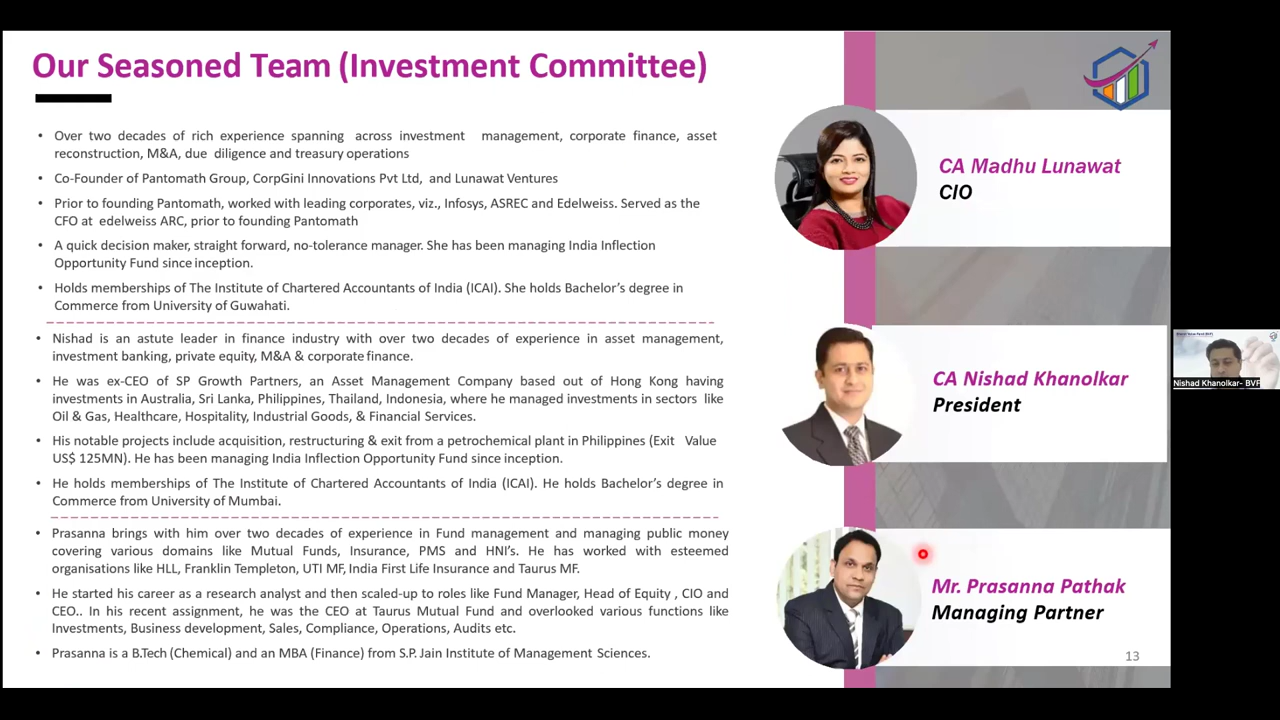 Our Seasoned Team (Investment Committee)
• Over two decades of rich experience spanning across investment management, corporate finance, asset
reconstruction, M&A, due diligence and treasury operations
• Co-Founder of Pantomath Group, CorpGini Innovations Pvt Ltd, and Lunawat Ventures
• Prior to founding Pantomath, worked with leading corporates, viz., Infosys, ASREC and Edelweiss. Served as the
CFO at edelweiss ARC, prior to founding Pantomath
• A quick decision maker, straight forward, no-tolerance manager. She has been managing India Inflection
Opportunity Fund since inception.
• Holds memberships of The Institute of Chartered Accountants of India (ICAI). She holds Bachelor's degree in
Commerce from University of Guwahati.
CA Madhu Lunawat
CIO
• Nishad is an astute leader in finance industry with over two decades of experience in asset management,
investment banking, private equity, M&A & corporate finance.
• He was ex-CEO of SP Growth Partners, an Asset Management Company based out of Hong Kong having
investments in Australia, Sri Lanka, Philippines, Thailand, Indonesia, where he managed investments in sectors like
Oil & Gas, Healthcare, Hospitality, Industrial Goods, & Financial Services.
• His notable projects include acquisition, restructuring & exit from a petrochemical plant in Philippines (Exit Value
US$ 125MN). He has been managing India Inflection Opportunity Fund since inception.
• He holds memberships of The Institute of Chartered Accountants of India (ICAI). He holds Bachelor's degree in
Commerce from University of Mumbai.
CA Nishad Khanolkar
President
• Prasanna brings with him over two decades of experience in Fund management and managing public money
covering various domains like Mutual Funds, Insurance, PMS and HNI's. He has worked with esteemed
organisations like HLL, Franklin Templeton, UTI MF, India First Life Insurance and Taurus MF.
• He started his career as a research analyst and then scaled-up to roles like Fund Manager, Head of Equity , CIO and
CEO.. In his recent assignment, he was the CEO at Taurus Mutual Fund and overlooked various functions like
Investments, Business development, Sales, Compliance, Operations, Audits etc.
• Prasanna is a B.Tech (Chemical) and an MBA (Finance) from S.P. Jain Institute of Management Sciences.
Mr. Prasanna Pathak
Managing Partner
13
Nishad Khanolkar- BVF